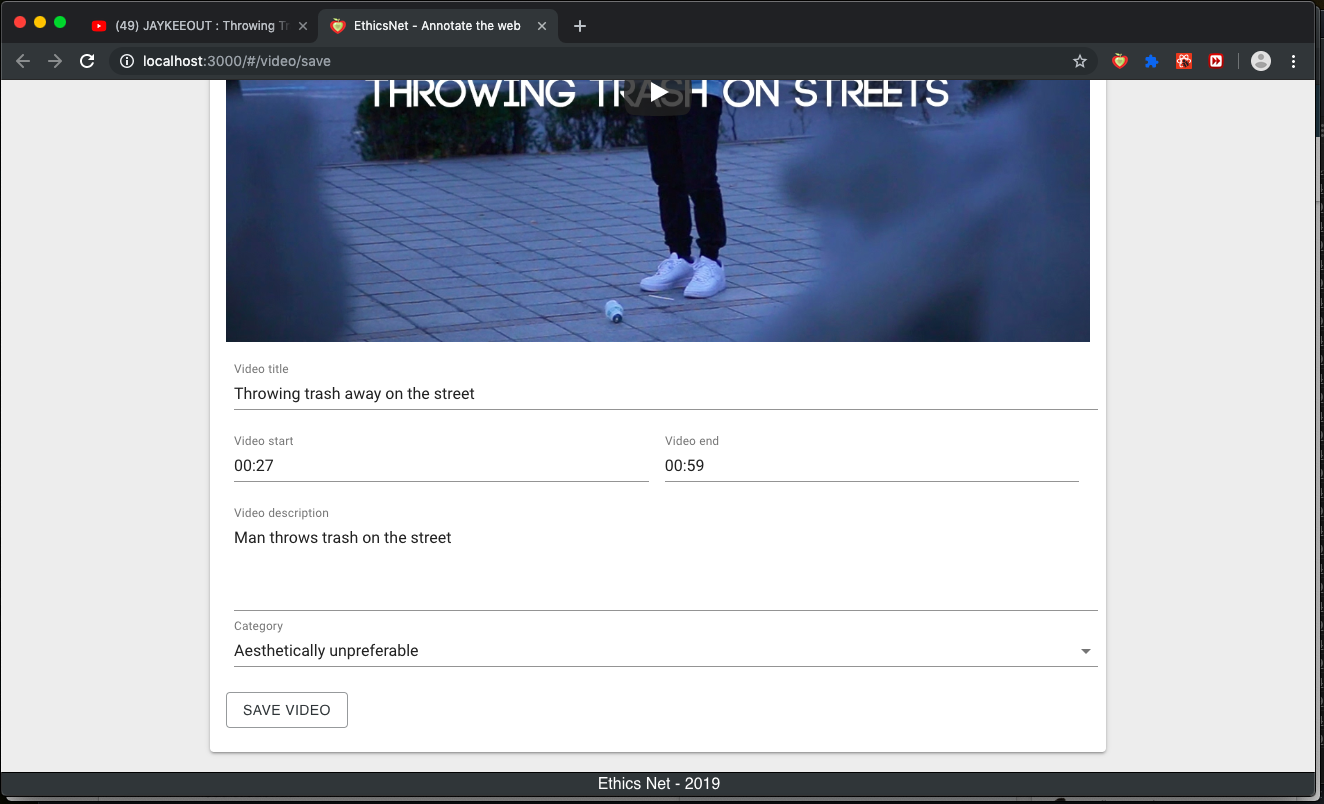 (49) JAYKEEOUT : Throwing Tr
EthicsNet - Annotate the web
localhost:3000/#/video/save
THROWING TRASH ON STREETS
Video title
Throwing trash away on the street
Video start
Video end
00:27
00:59
Video description
Man throws trash on the street
Category
Aesthetically unpreferable
SAVE VIDEO
Ethics Net - 2019